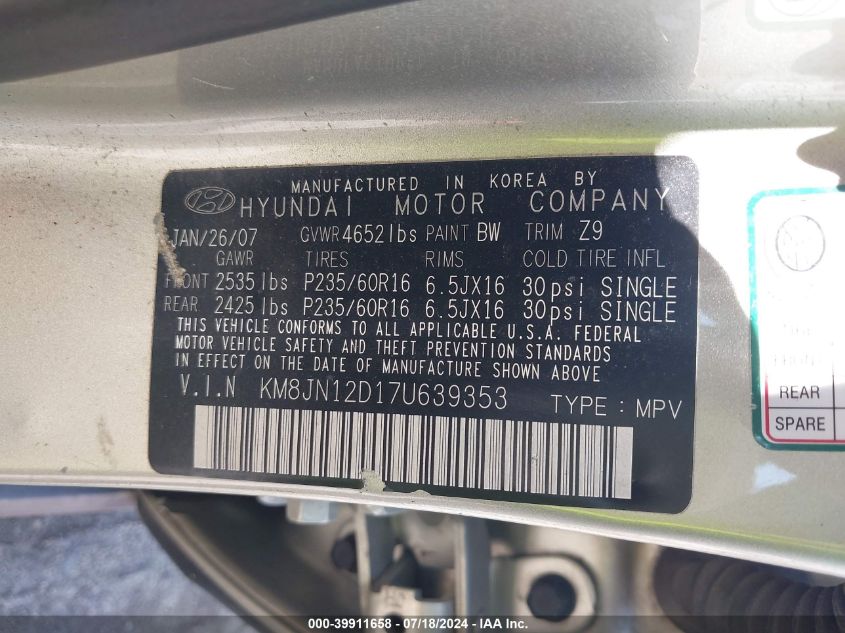 MANUFACTURED IN KOREA BY
HYUNDAI MOTOR COMPANY
JAN/26/07 GVWR 4652 lbs PAINT BW TRIM Z9
GAWR TIRES RIMS COLD TIRE INFL
FRONT 2535 lbs P235/60R16 6.5JX16 30psi SINGLE
REAR 2425 lbs P235/60R16 6.5JX16 30psi SINGLE
THIS VEHICLE CONFORMS TO ALL APPLICABLE U.S.A. FEDERAL
MOTOR VEHICLE SAFETY AND THEFT PREVENTION STANDARDS
IN EFFECT ON THE DATE OF MANUFACTURE SHOWN ABOVE
V.I.N KM8JN12D17U639353 TYPE : MPV
REAR
SPARE
000-39911658 - 07/18/2024 - IAAI.com